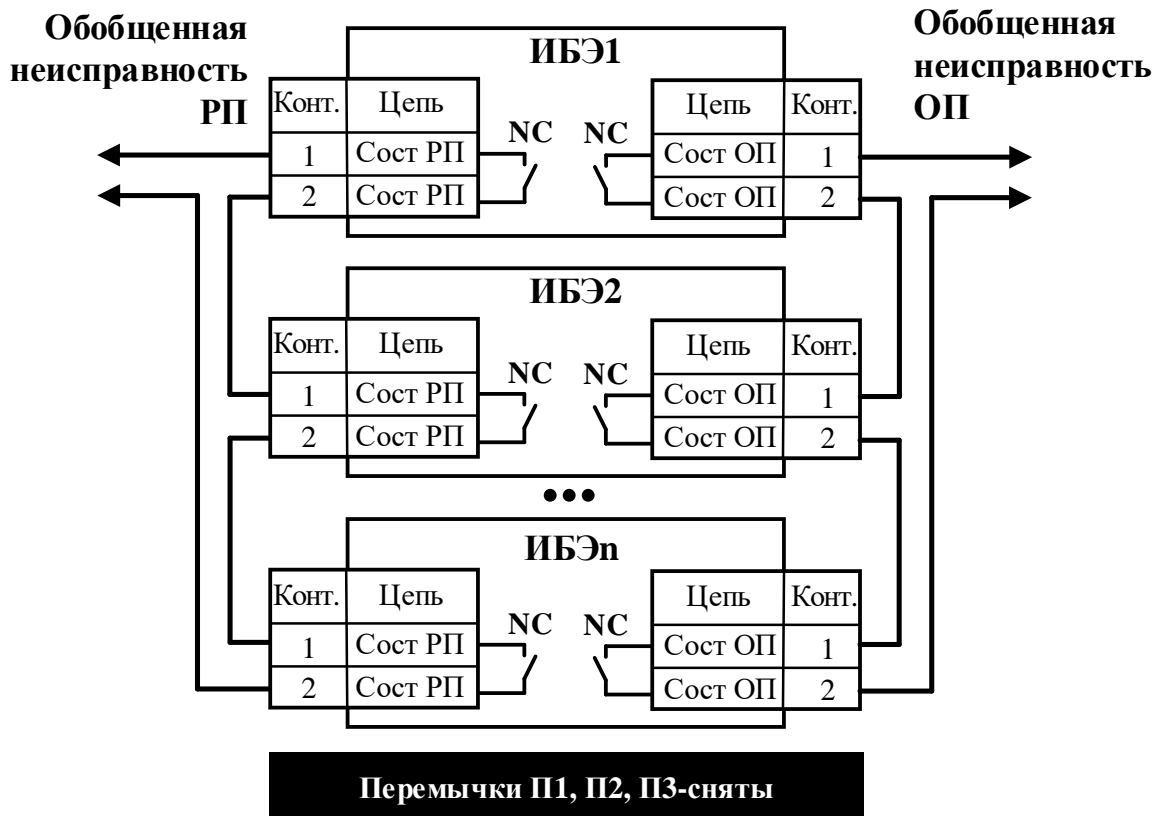 Обобщенная
неисправность
РП
Обобщенная
неисправность
ОП
ИБЭ1
Конт. Цепь
1 Сост РП
2 Сост РП
NC NC
Цепь Конт.
Сост ОП 1
Сост ОП 2
ИБЭ2
Конт. Цепь
1 Сост РП
2 Сост РП
NC NC
Цепь Конт.
Сост ОП 1
Сост ОП 2
•••
ИБЭn
Конт. Цепь
1 Сост РП
2 Сост РП
NC NC
Цепь Конт.
Сост ОП 1
Сост ОП 2
Перемычки П1, П2, П3-сняты